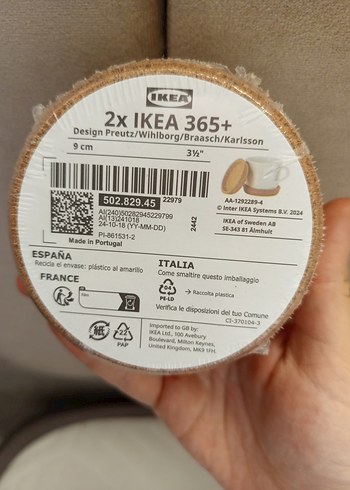 IKEA
2x IKEA 365+
Design Preutz/Wihlborg/Braasch/Karlsson
9 cm 3½"
502.829.45 22979
AI(240)50282945229799
AI(13)241018
24-10-18 (YY-MM-DD)
PI-861531-2
Made in Portugal
2442
AA-1292289-4
© Inter IKEA Systems B.V. 2024
IKEA of Sweden AB
SE-343 81 Älmhult
ESPAÑA
Recicla el envase: plástico al amarillo
FRANCE
ITALIA
Come smaltire questo imballaggio
04
PE-LD
→ Raccolta plastica
Verifica le disposizioni del tuo Comune
CI-370104-3
紙
22
PAP
Imported to GB by:
IKEA Ltd., 100 Avebury
Boulevard, Milton Keynes,
United Kingdom, MK9 1FH.